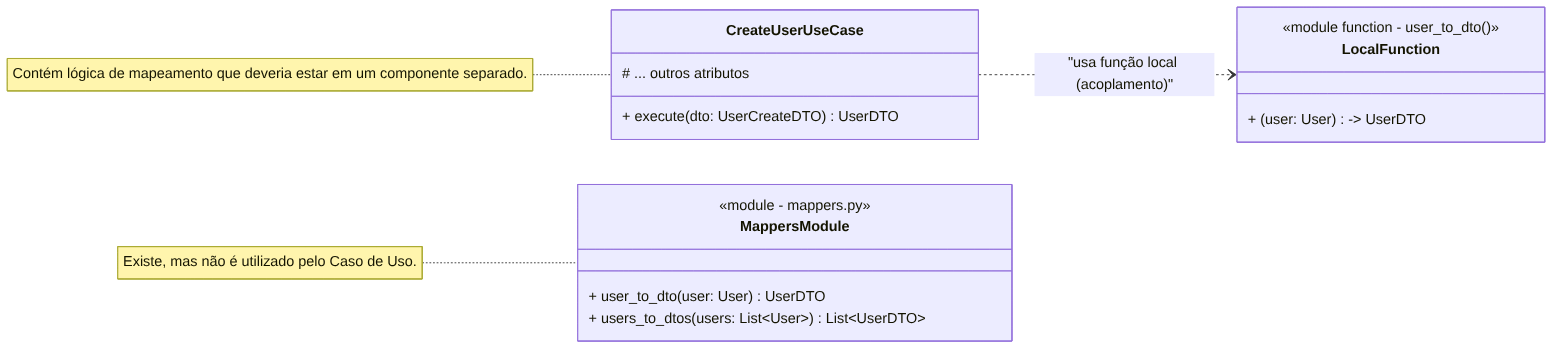 Contém lógica de mapeamento que deveria estar em um componente separado.
CreateUserUseCase
# ... outros atributos
+ execute(dto: UserCreateDTO) : UserDTO
"usa função local
(acoplamento)"
«module function - user_to_dto()»
LocalFunction
+ (user: User) : -> UserDTO
Existe, mas não é utilizado pelo Caso de Uso.
«module - mappers.py»
MappersModule
+ user_to_dto(user: User) : UserDTO
+ users_to_dtos(users: List<User>) : List<UserDTO>